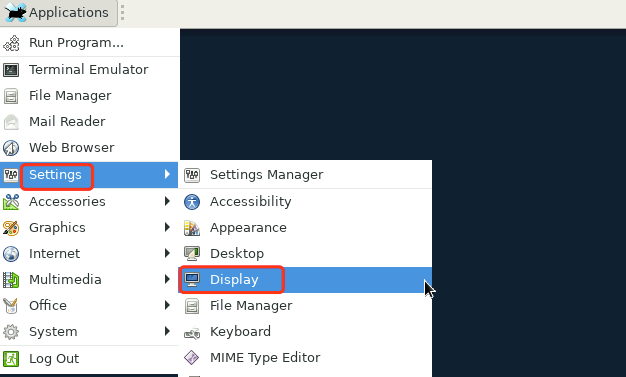 Applications
Run Program...
Terminal Emulator
File Manager
Mail Reader
Web Browser
Settings
Accessories
Graphics
Internet
Multimedia
Office
System
Log Out
Settings Manager
Accessibility
Appearance
Desktop
Display
File Manager
Keyboard
MIME Type Editor